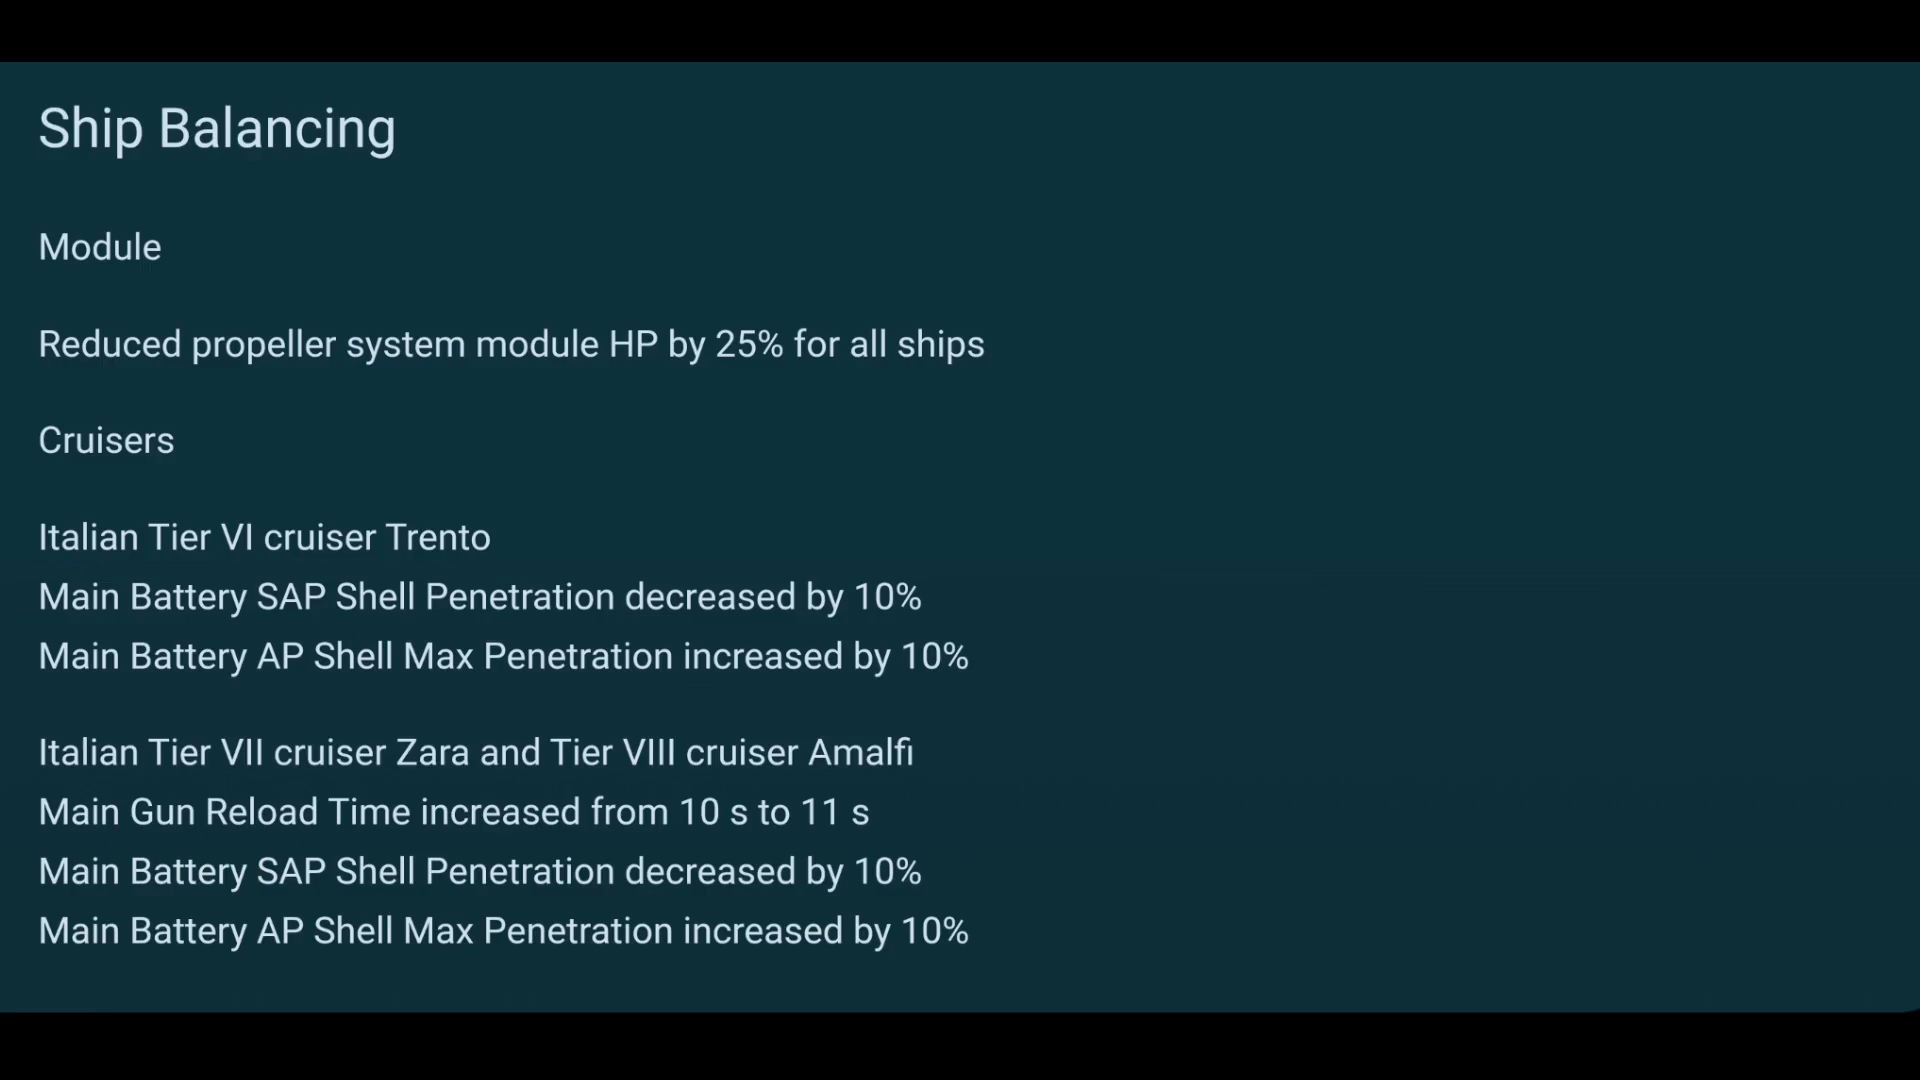 Ship Balancing
Module
Reduced propeller system module HP by 25% for all ships
Cruisers
Italian Tier VI cruiser Trento
Main Battery SAP Shell Penetration decreased by 10%
Main Battery AP Shell Max Penetration increased by 10%
Italian Tier VII cruiser Zara and Tier VIII cruiser Amalfi
Main Gun Reload Time increased from 10 s to 11 s
Main Battery SAP Shell Penetration decreased by 10%
Main Battery AP Shell Max Penetration increased by 10%